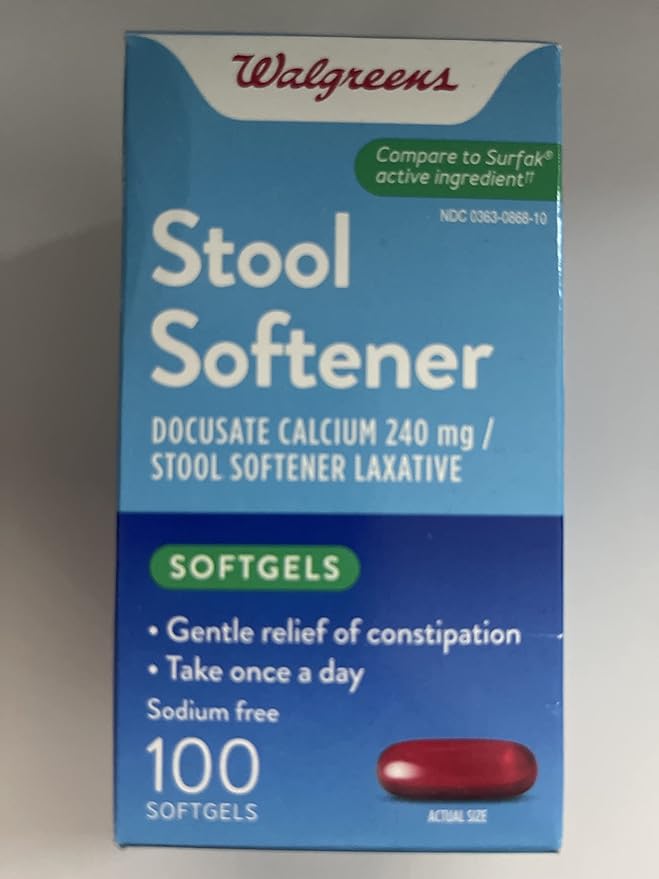 Walgreens
Compare to Surfak®
active ingredient††
NDC 0363-0868-10
Stool
Softener
DOCUSATE CALCIUM 240 mg /
STOOL SOFTENER LAXATIVE
SOFTGELS
• Gentle relief of constipation
• Take once a day
Sodium free
100
SOFTGELS
ACTUAL SIZE